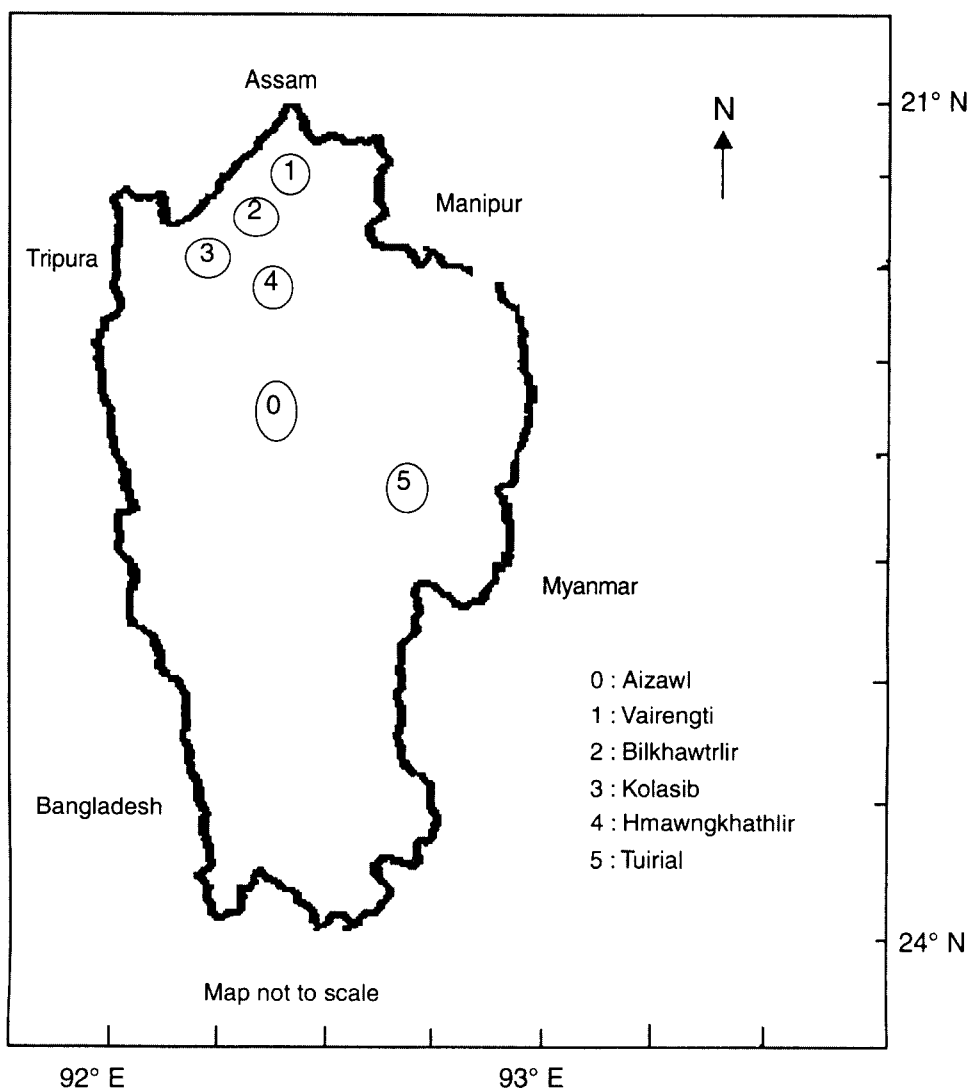 Assam
21° N
N
1
Manipur
2
3
Tripura
4
0
5
Myanmar
0 : Aizawl
1 : Vairengti
2 : Bilkhawtrlir
3 : Kolasib
Bangladesh
4 : Hmawngkhathlir
5 : Tuirial
24° N
Map not to scale
92° E
93° E